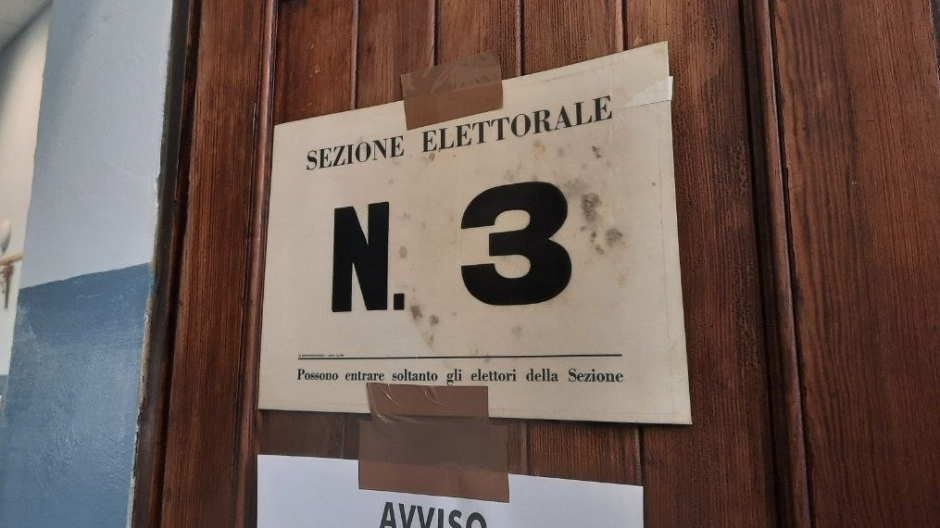 SEZIONE ELETTORALE
N. 3
Possono entrare soltanto gli elettori della Sezione
AVVISO